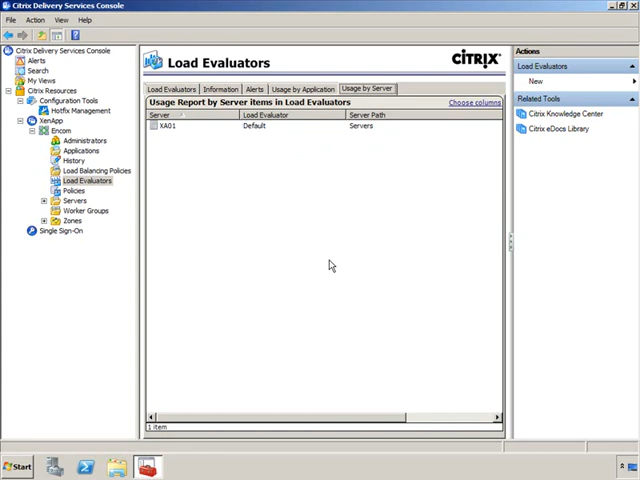 Citrix Delivery Services Console
File Action View Help
Citrix Delivery Services Console
Alerts
Search
My Views
Citrix Resources
Configuration Tools
Hotfix Management
XenApp
Encom
Administrators
Applications
History
Load Balancing Policies
Load Evaluators
Policies
Servers
Worker Groups
Zones
Single Sign-On
Load Evaluators
CITRIX
Load Evaluators Information Alerts Usage by Application Usage by Server
Usage Report by Server items in Load Evaluators Choose columns
Server Load Evaluator Server Path
XA01 Default Servers
1 item
Actions
Load Evaluators
New
Related Tools
Citrix Knowledge Center
Citrix eDocs Library
Start